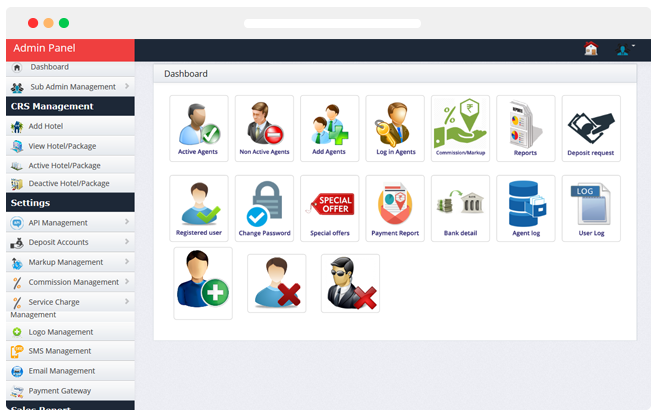 Admin Panel
Dashboard
Sub Admin Management
CRS Management
Add Hotel
View Hotel/Package
Active Hotel/Package
Deactive Hotel/Package
Settings
API Management
Deposit Accounts
Markup Management
Commission Management
Service Charge
Management
Logo Management
SMS Management
Email Management
Payment Gateway
Sales Report
Dashboard
Active Agents
Non Active Agents
Add Agents
Log in Agents
Commission/Markup
REPORTS
Reports
Deposit request
Registered user
Change Password
SPECIAL
OFFER
Special offers
Payment Report
BANK
Bank detail
Agent log
LOG
User Log